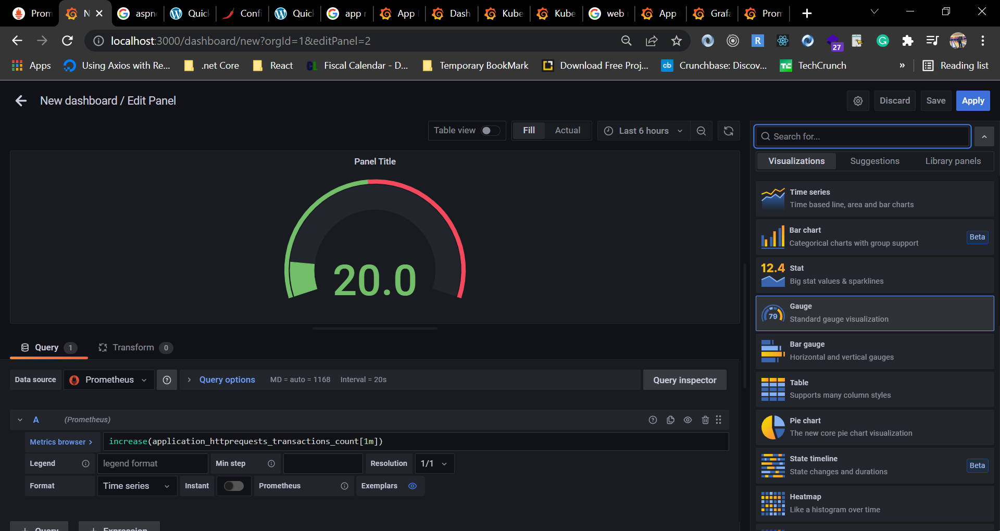 Prom
N
aspn
Quic
Confi
Quic
app r
App
Dash
Kube
Kube
web
App
Grafa
Prom
localhost:3000/dashboard/new?orgId=1&editPanel=2
R
27
G
Apps
Using Axios with Re...
.net Core
React
CL
Fiscal Calendar - D...
Temporary BookMark
Download Free Proj...
cb
Crunchbase: Discov...
TC
TechCrunch
»
Reading list
New dashboard / Edit Panel
Discard
Save
Apply
Table view
Fill
Actual
Last 6 hours
Search for...
Visualizations
Suggestions
Library panels
Panel Title
20.0
Time series
Time based line, area and bar charts
Bar chart
Categorical charts with group support
Beta
12.4
Stat
Big stat values & sparklines
79
Gauge
Standard gauge visualization
Bar gauge
Horizontal and vertical gauges
Table
Supports many column styles
Pie chart
The new core pie chart visualization
State timeline
State changes and durations
Beta
Heatmap
Like a histogram over time
Query 1
Transform 0
Data source
Prometheus
Query options
MD = auto = 1168
Interval = 20s
Query inspector
A
(Prometheus)
Metrics browser >
increase(application_httprequests_transactions_count[1m])
Legend
legend format
Min step
Resolution
1/1
Format
Time series
Instant
Prometheus
Exemplars
+ Query
+ Expression